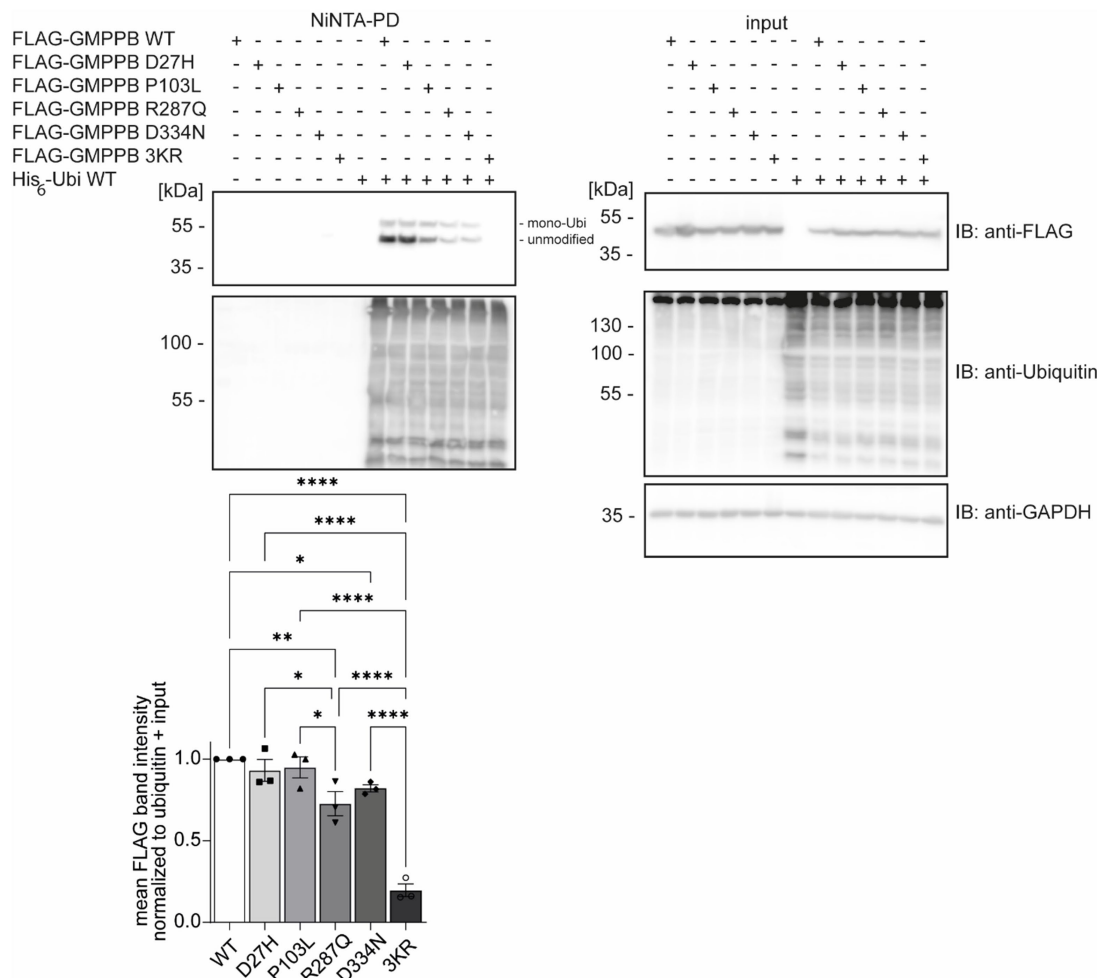 NiNTA-PD
FLAG-GMPPB WT - + - - - - - - + - - - - -
FLAG-GMPPB D27H - - + - - - - - - + - - - -
FLAG-GMPPB P103L - - + - - - - - - + - - -
FLAG-GMPPB R287Q - - - + - - - - - - + - -
FLAG-GMPPB D334N - - - - + - - - - - - + -
FLAG-GMPPB 3KR - - - - - + - - - - - - +
His6-Ubi WT - - - - - - + + + + + + +
[kDa]
55 -
35 -
- mono-Ubi
- unmodified
100 -
55 -
input
+ - - - - - - + - - - - -
- + - - - - - - + - - - -
- - + - - - - - - + - - -
- - - + - - - - - - + - -
- - - - + - - - - - - + -
- - - - - + - - - - - - +
- - - - - - + + + + + + +
[kDa]
55 -
35 -
IB: anti-FLAG
130 -
100 -
55 -
IB: anti-Ubiquitin
35 -
IB: anti-GAPDH
****
****
*
****
**
* ****
* ****
mean FLAG band intensity
normalized to ubiquitin + input
1.0
0.5
0.0
WT D27H P103L R287Q D334N 3KR